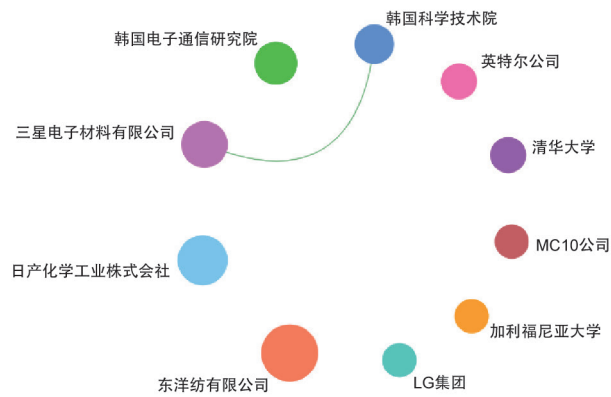 韩国科学技术院
韩国电子通信研究院
英特尔公司
三星电子材料有限公司
清华大学
MC10公司
日产化学工业株式会社
加利福尼亚大学
东洋纺有限公司
LG集团